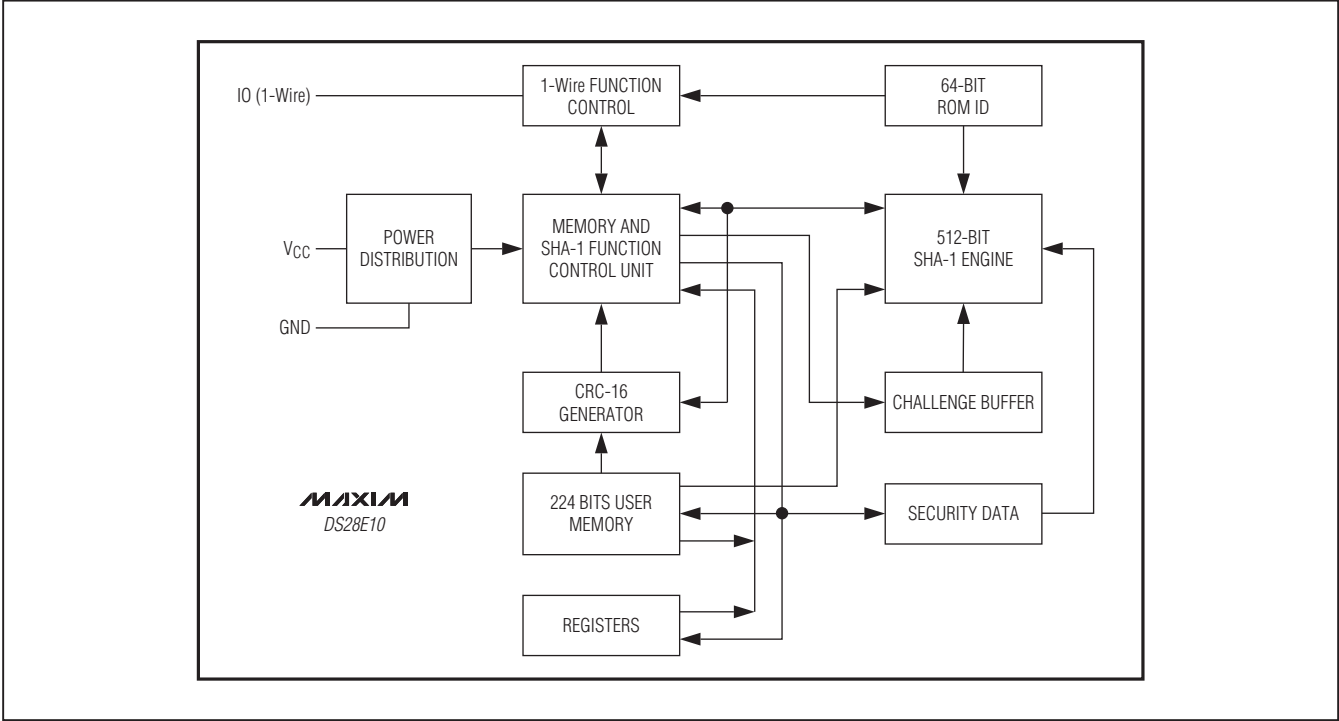 IO (1-Wire)
1-Wire FUNCTION
CONTROL
64-BIT
ROM ID
VCC
GND
POWER
DISTRIBUTION
MEMORY AND
SHA-1 FUNCTION
CONTROL UNIT
512-BIT
SHA-1 ENGINE
CRC-16
GENERATOR
CHALLENGE BUFFER
MAXIM
DS28E10
224 BITS USER
MEMORY
SECURITY DATA
REGISTERS